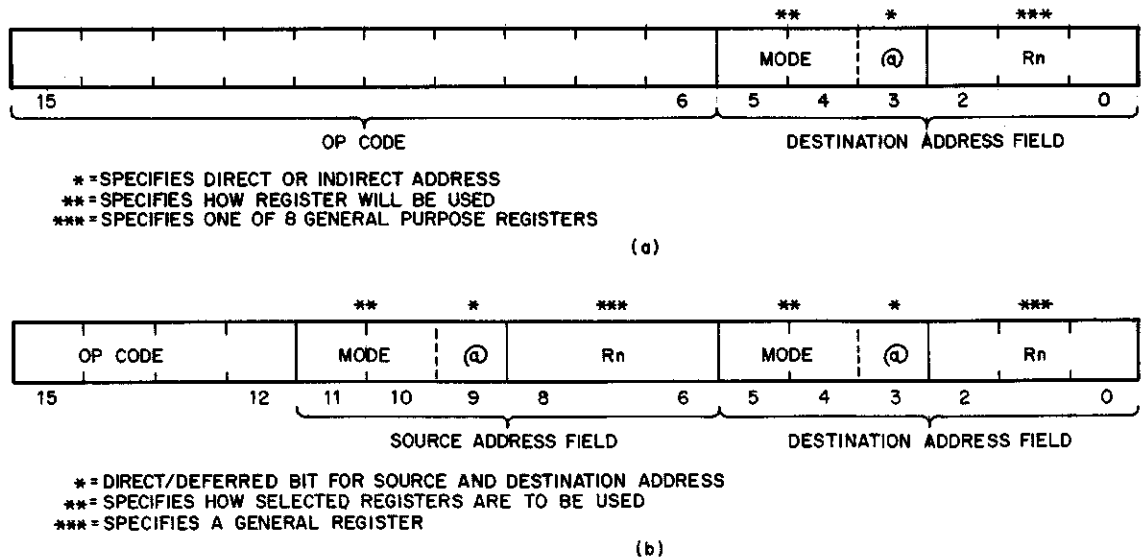 ** * ***
MODE @ Rn
15 6 5 4 3 2 0
OP CODE DESTINATION ADDRESS FIELD
*=SPECIFIES DIRECT OR INDIRECT ADDRESS
**=SPECIFIES HOW REGISTER WILL BE USED
***=SPECIFIES ONE OF 8 GENERAL PURPOSE REGISTERS
(a)
** * *** ** * ***
OP CODE MODE @ Rn MODE @ Rn
15 12 11 10 9 8 6 5 4 3 2 0
SOURCE ADDRESS FIELD DESTINATION ADDRESS FIELD
*=DIRECT/DEFERRED BIT FOR SOURCE AND DESTINATION ADDRESS
**=SPECIFIES HOW SELECTED REGISTERS ARE TO BE USED
***=SPECIFIES A GENERAL REGISTER
(b)